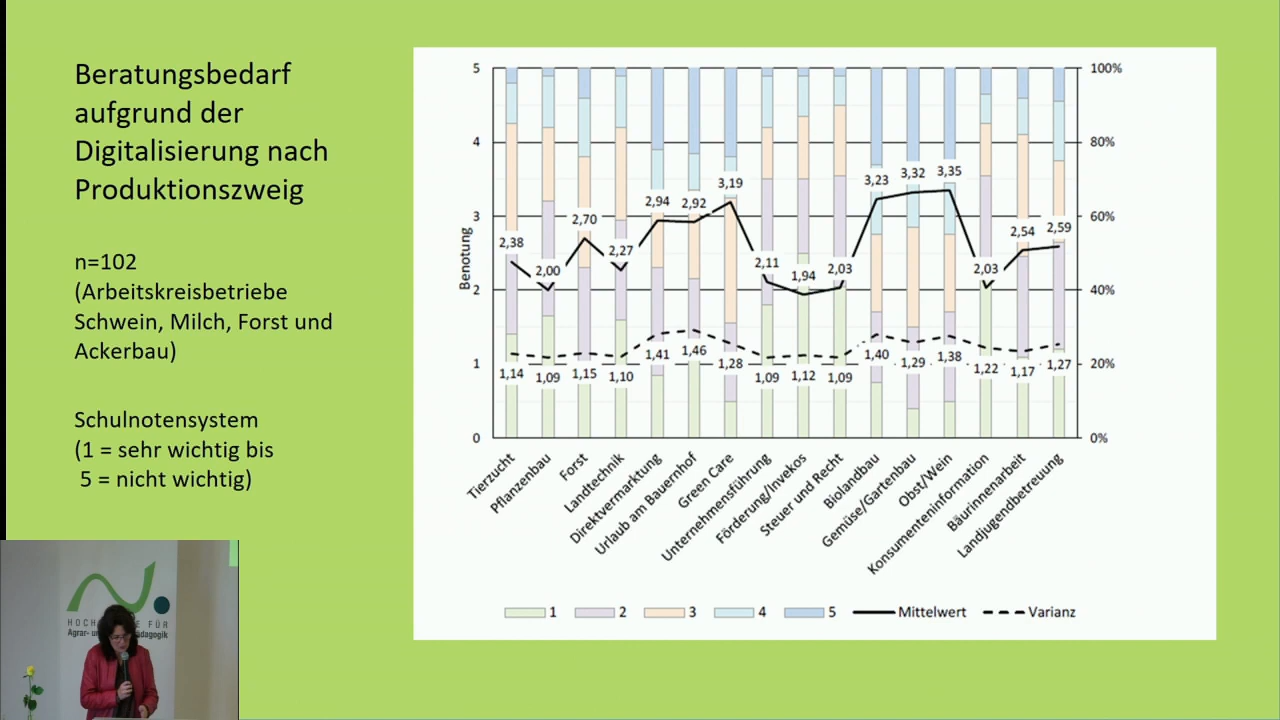 Beratungsbedarf
aufgrund der
Digitalisierung nach
Produktionszweig
n=102
(Arbeitskreisbetriebe
Schwein, Milch, Forst und
Ackerbau)
Schulnotensystem
(1 = sehr wichtig bis
5 = nicht wichtig)
Benotung
5
4
3
2
1
0
100%
80%
60%
40%
20%
0%
2,38
2,00
2,70
2,27
2,94
2,92
3,19
2,11
1,94
2,03
3,23
3,32
3,35
2,03
2,54
2,59
1,14
1,09
1,15
1,10
1,41
1,46
1,28
1,09
1,12
1,09
1,40
1,29
1,38
1,22
1,17
1,27
Tierzucht
Pflanzenbau
Forst
Landtechnik
Direktvermarktung
Urlaub am Bauernhof
Green Care
Unternehmensführung
Förderung/Invekos
Steuer und Recht
Biolandbau
Gemüse/Gartenbau
Obst/Wein
Konsumenteninformation
Bäurinnenarbeit
Landjugendbetreuung
1 2 3 4 5 Mittelwert Varianz
HOCH E FÜR
Agrar- un